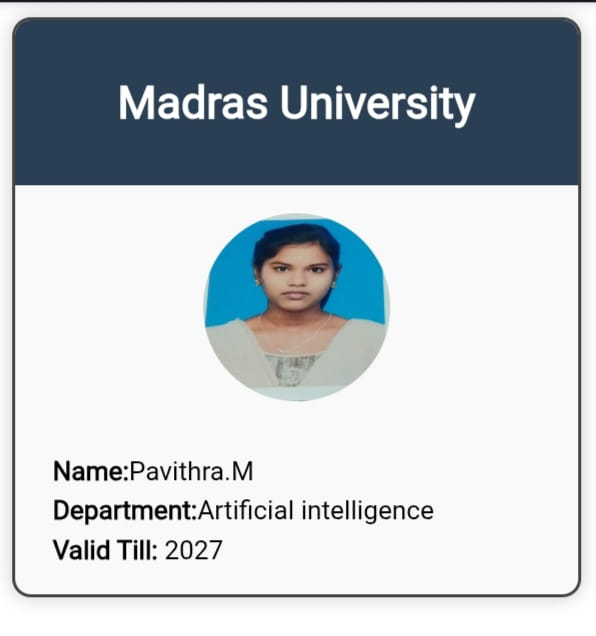 Madras University
Name:Pavithra.M
Department:Artificial intelligence
Valid Till: 2027